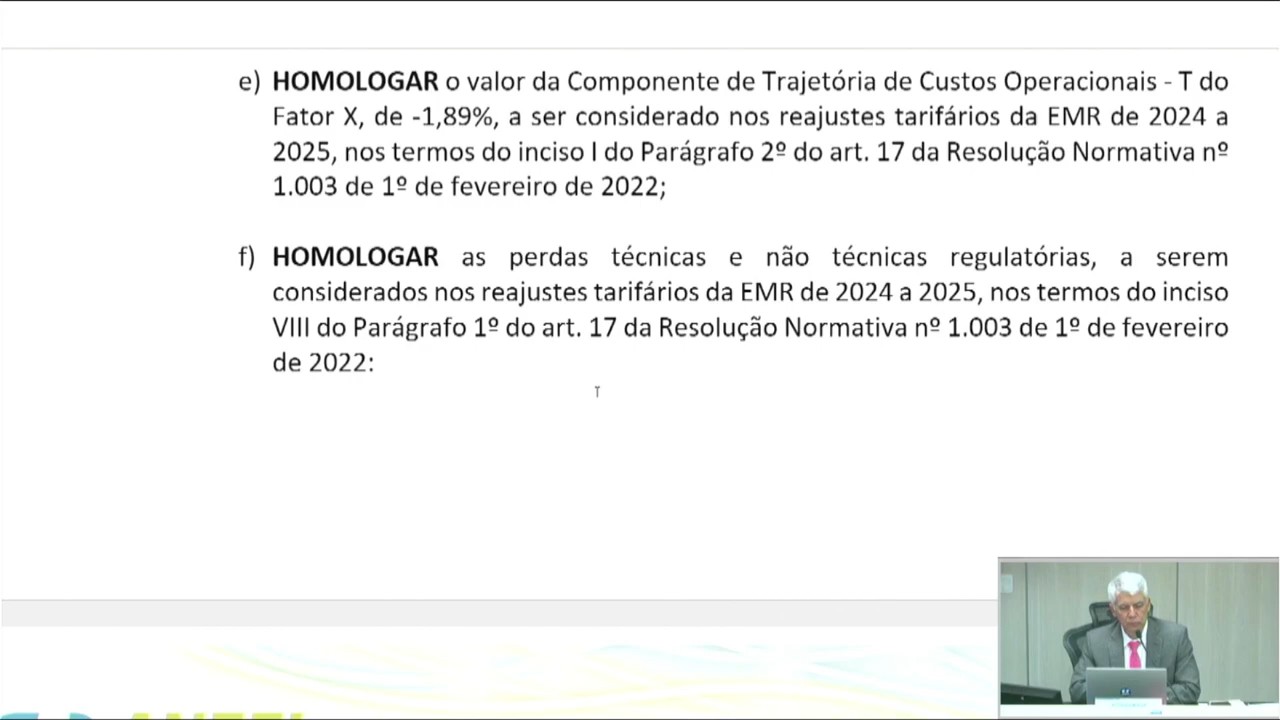 e) HOMOLOGAR o valor da Componente de Trajetória de Custos Operacionais - T do
Fator X, de -1,89%, a ser considerado nos reajustes tarifários da EMR de 2024 a
2025, nos termos do inciso I do Parágrafo 2º do art. 17 da Resolução Normativa nº
1.003 de 1º de fevereiro de 2022;
f) HOMOLOGAR as perdas técnicas e não técnicas regulatórias, a serem
considerados nos reajustes tarifários da EMR de 2024 a 2025, nos termos do inciso
VIII do Parágrafo 1º do art. 17 da Resolução Normativa nº 1.003 de 1º de fevereiro
de 2022: